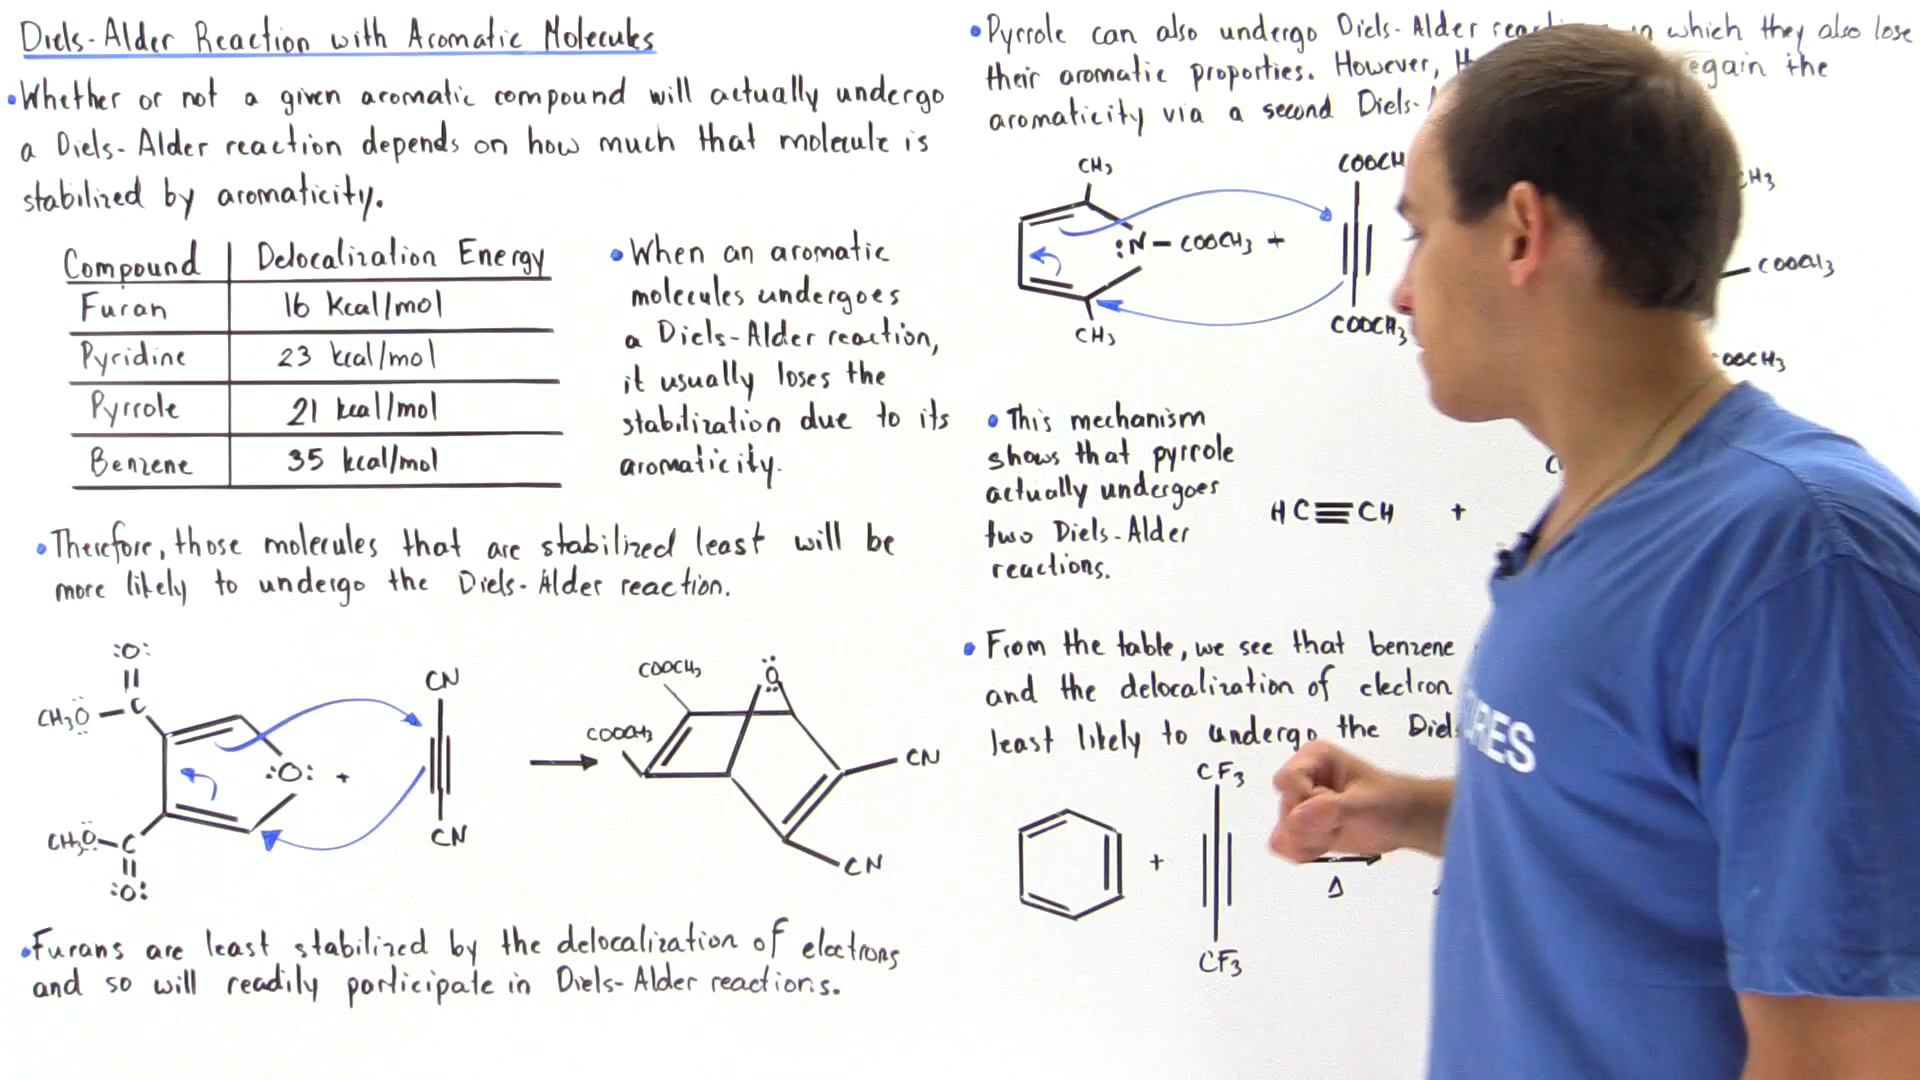 Diels-Alder Reaction with Aromatic Molecules
•Whether or not a given aromatic compound will actually undergo
a Diels-Alder reaction depends on how much that molecule is
stabilized by aromaticity.
Compound Delocalization Energy
Furan 16 kcal/mol
Pyridine 23 kcal/mol
Pyrrole 21 kcal/mol
Benzene 35 kcal/mol
•When an aromatic
molecules undergoes
a Diels-Alder reaction,
it usually loses the
stabilization due to its
aromaticity.
•Therefore, those molecules that are stabilized least will be
more likely to undergo the Diels-Alder reaction.
:O:
CH3O C
:O: +
CH3O C
:O:
CN
CN
COOCH3
COOCH3
O
CN
CN
•Furans are least stabilized by the delocalization of electrons
and so will readily participate in Diels-Alder reactions.
•Pyrrole can also undergo Diels-Alder which they also lose
their aromatic proporties. However, regain the
aromaticity via a second Diels-
CH3
:N-COOCH3 +
CH3
COOCH
COOCH3
CH3
COOCH3
OOCH3
•This mechanism
shows that pyrrole
actually undergoes
two Diels-Alder
reactions.
HC≡CH +
•From the table, we see that benzene
and the delocalization of electron
least likely to undergo the Diels
CF3
+
Δ
CF3
URES